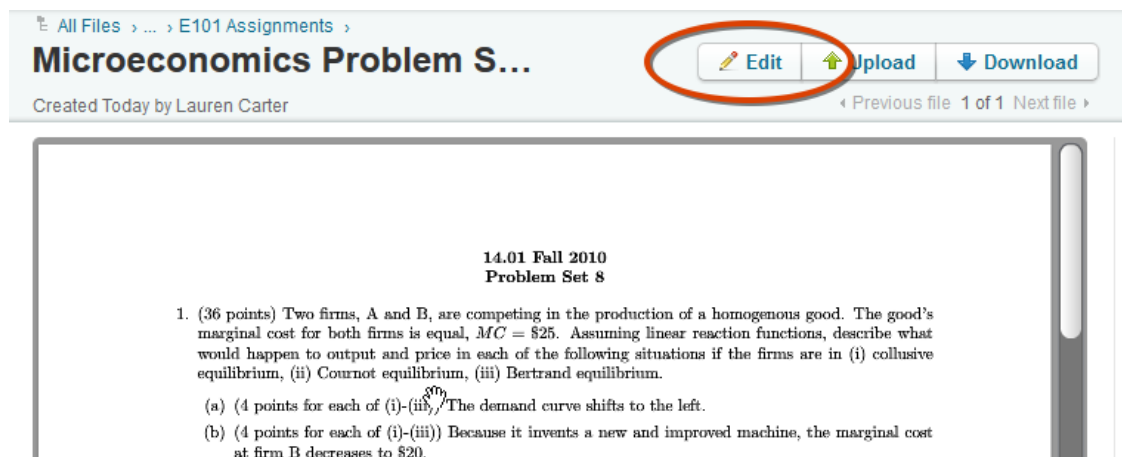 All Files › ... › E101 Assignments ›
Microeconomics Problem S...
Edit
Upload
Download
Created Today by Lauren Carter
Previous file 1 of 1 Next file
14.01 Fall 2010
Problem Set 8
1. (36 points) Two firms, A and B, are competing in the production of a homogenous good. The good's
marginal cost for both firms is equal, MC = $25. Assuming linear reaction functions, describe what
would happen to output and price in each of the following situations if the firms are in (i) collusive
equilibrium, (ii) Cournot equilibrium, (iii) Bertrand equilibrium.
(a) (4 points for each of (i)-(iii)) The demand curve shifts to the left.
(b) (4 points for each of (i)-(iii)) Because it invents a new and improved machine, the marginal cost
at firm B decreases to $20.